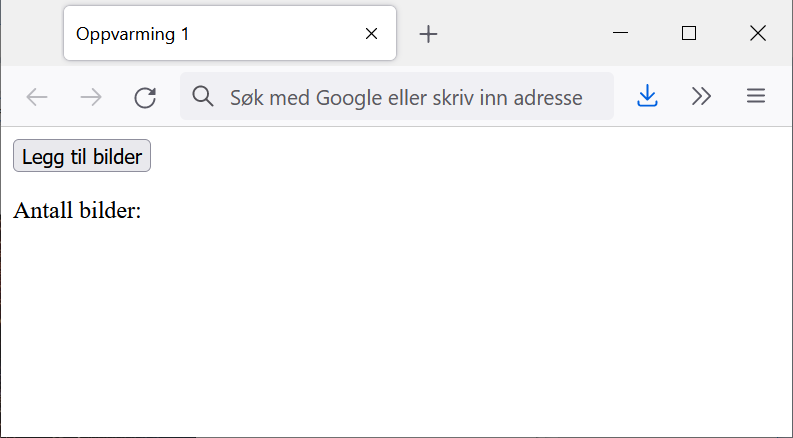 Oppvarming 1
Søk med Google eller skriv inn adresse
Legg til bilder
Antall bilder: